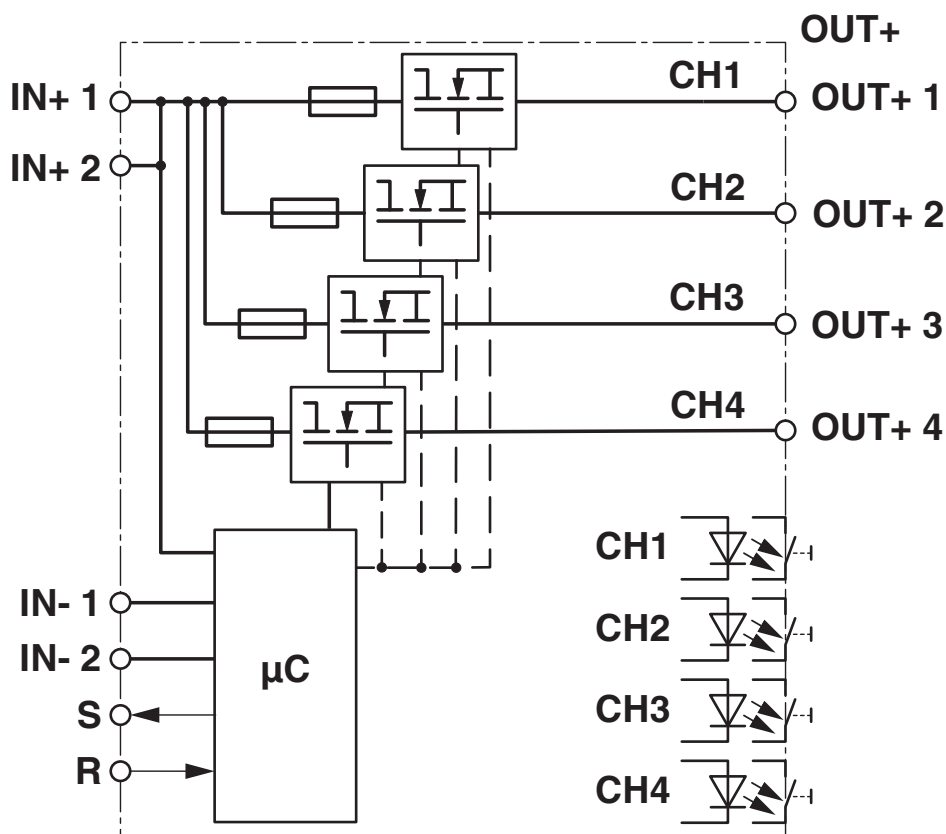 OUT+
IN+ 1
CH1
OUT+ 1
IN+ 2
CH2
OUT+ 2
CH3
OUT+ 3
CH4
OUT+ 4
CH1
IN- 1
CH2
IN- 2
µC
S
CH3
R
CH4